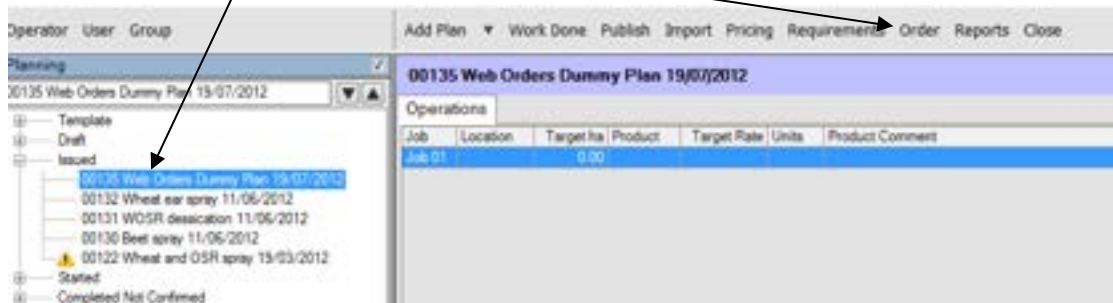 Operator User Group
Add Plan ▼ Work Done Publish Import Pricing Requirements Order Reports Close
Planning
00135 Web Orders Dummy Plan 19/07/2012
Template
Draft
Issued
00135 Web Orders Dummy Plan 19/07/2012
00132 Wheat ear spray 11/06/2012
00131 WOSR dessication 11/06/2012
00130 Beet spray 11/06/2012
00122 Wheat and OSR spray 19/03/2012
Started
Completed Not Confirmed
00135 Web Orders Dummy Plan 19/07/2012
Operations
Job Location Target ha Product Target Rate Units Product Comment
Job 01 0.00